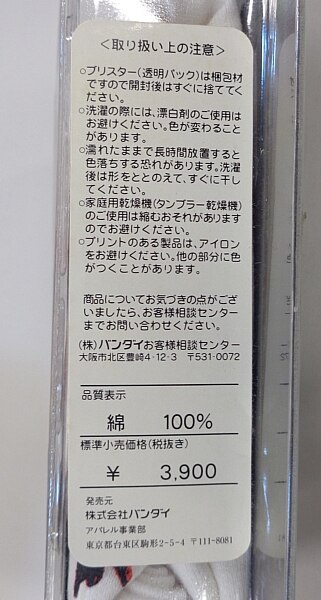 ＜取り扱い上の注意＞
○ブリスター(透明パック)は梱包材
ですので開封後はすぐに捨ててく
ださい。
○洗濯の際には、漂白剤のご使用は
お避けください。色が変わること
があります。
○濡れたままで長時間放置すると
色落ちする恐れがあります。洗濯
後は形をととのえて、すぐに干し
てください。
○家庭用乾燥機(タンブラー乾燥機)
のご使用は縮むおそれがあります
のでお避けください。
○プリントのある製品は、アイロン
をお避けください。他の部分に色
がつくことがあります。
商品についてお気づきの点がござ
いましたら、お客様相談センター
までお問い合わせください。
(株)バンダイお客様相談センター
大阪市北区豊崎4-12-3 〒531-0072
品質表示
綿 100%
標準小売価格(税抜き)
¥ 3,900
発売元
株式会社バンダイ
アパレル事業部
東京都台東区駒形2-5-4 〒111-8081